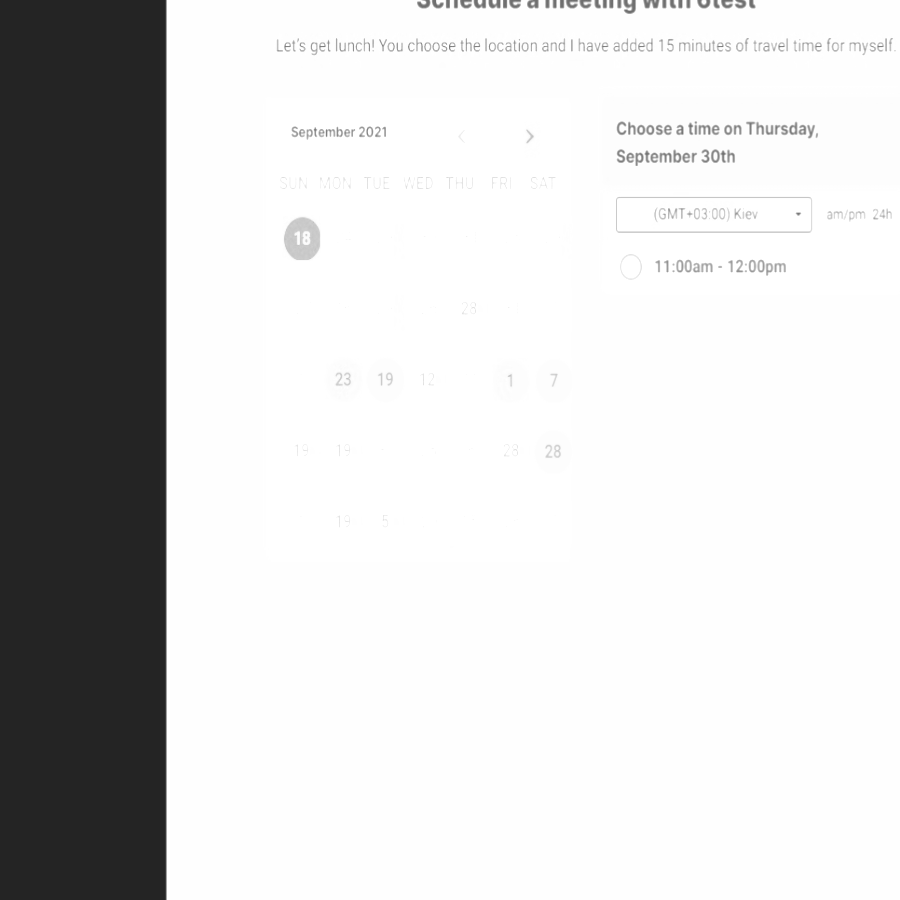 Schedule a meeting with Utest
Let's get lunch! You choose the location and I have added 15 minutes of travel time for myself.
September 2021
SUN MON TUE WED THU FRI SAT
18
28
23 19 12 1 7
19 19 28 28
19 5
Choose a time on Thursday,
September 30th
(GMT+03:00) Kiev
am/pm 24h
11:00am - 12:00pm